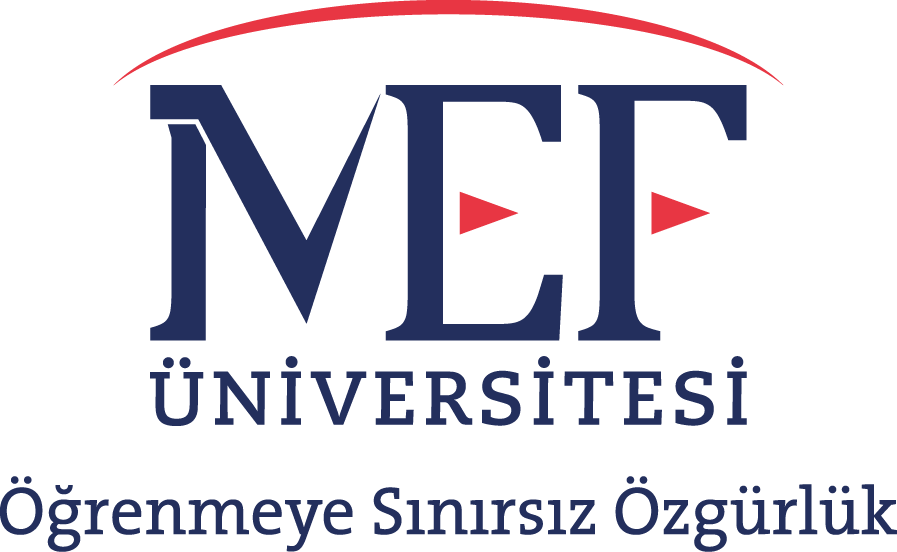 MEF
ÜNİVERSİTESİ
Öğrenmeye Sınırsız Özgürlük